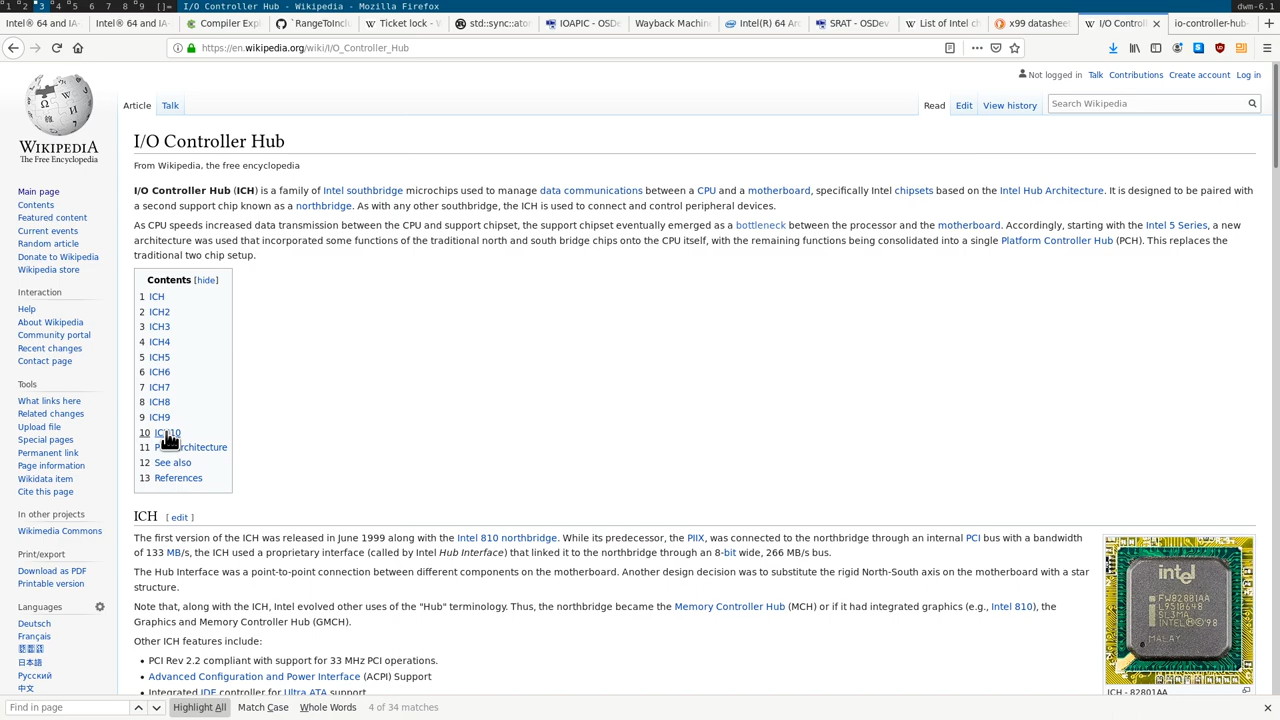 1 2 3 4 5 6 7 8 9 []= I/O Controller Hub - Wikipedia - Mozilla Firefox dwm-6.1
Intel® 64 and IA- Intel® 64 and IA- Compiler Expl `RangeToInclu Ticket lock - W std::sync::ator IOAPIC - OSDe Wayback Machine Intel(R) 64 Arc SRAT - OSDev List of Intel ch x99 datasheet I/O Controll io-controller-hub-
https://en.wikipedia.org/wiki/I/O_Controller_Hub
Not logged in Talk Contributions Create account Log in
Article Talk Read Edit View history Search Wikipedia
WIKIPEDIA
The Free Encyclopedia
Main page
Contents
Featured content
Current events
Random article
Donate to Wikipedia
Wikipedia store
Interaction
Help
About Wikipedia
Community portal
Recent changes
Contact page
Tools
What links here
Related changes
Upload file
Special pages
Permanent link
Page information
Wikidata item
Cite this page
In other projects
Wikimedia Commons
Print/export
Download as PDF
Printable version
Languages
Deutsch
Français
日本語
Русский
中文
I/O Controller Hub
From Wikipedia, the free encyclopedia
I/O Controller Hub (ICH) is a family of Intel southbridge microchips used to manage data communications between a CPU and a motherboard, specifically Intel chipsets based on the Intel Hub Architecture. It is designed to be paired with
a second support chip known as a northbridge. As with any other southbridge, the ICH is used to connect and control peripheral devices.
As CPU speeds increased data transmission between the CPU and support chipset, the support chipset eventually emerged as a bottleneck between the processor and the motherboard. Accordingly, starting with the Intel 5 Series, a new
architecture was used that incorporated some functions of the traditional north and south bridge chips onto the CPU itself, with the remaining functions being consolidated into a single Platform Controller Hub (PCH). This replaces the
traditional two chip setup.
Contents [hide]
1 ICH
2 ICH2
3 ICH3
4 ICH4
5 ICH5
6 ICH6
7 ICH7
8 ICH8
9 ICH9
10 ICH10
11 P rchitecture
12 See also
13 References
ICH [ edit ]
The first version of the ICH was released in June 1999 along with the Intel 810 northbridge. While its predecessor, the PIIX, was connected to the northbridge through an internal PCI bus with a bandwidth
of 133 MB/s, the ICH used a proprietary interface (called by Intel Hub Interface) that linked it to the northbridge through an 8-bit wide, 266 MB/s bus.
The Hub Interface was a point-to-point connection between different components on the motherboard. Another design decision was to substitute the rigid North-South axis on the motherboard with a star
structure.
Note that, along with the ICH, Intel evolved other uses of the "Hub" terminology. Thus, the northbridge became the Memory Controller Hub (MCH) or if it had integrated graphics (e.g., Intel 810), the
Graphics and Memory Controller Hub (GMCH).
Other ICH features include:
• PCI Rev 2.2 compliant with support for 33 MHz PCI operations.
• Advanced Configuration and Power Interface (ACPI) Support
• Integrated IDE controller for Ultra ATA support
intel
FW82801AA
L9310648
SL3MA
INTEL Ⓜ©'98
MALAY
ICH - 82801AA
Find in page Highlight All Match Case Whole Words 4 of 34 matches